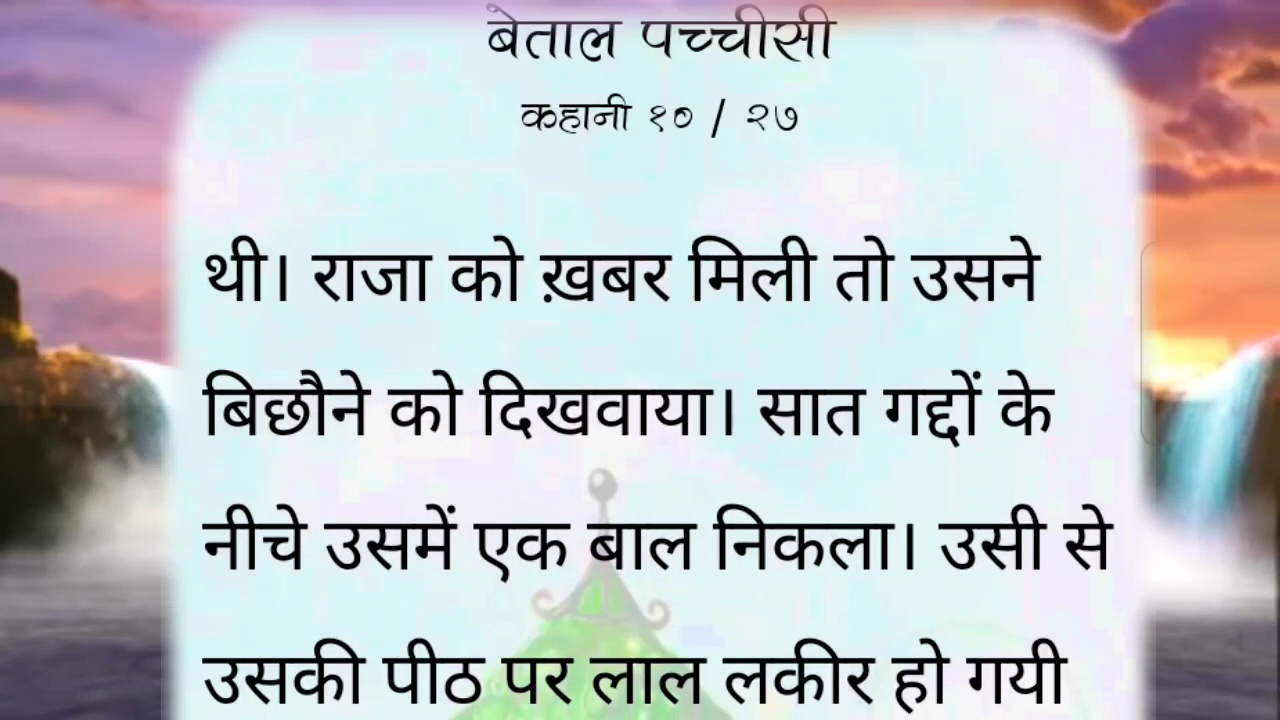 बेताल पच्चीसी
कहानी १० / २७
थी। राजा को ख़बर मिली तो उसने
बिछौने को दिखवाया। सात गद्दों के
नीचे उसमें एक बाल निकला। उसी से
उसकी पीठ पर लाल लकीर हो गयी